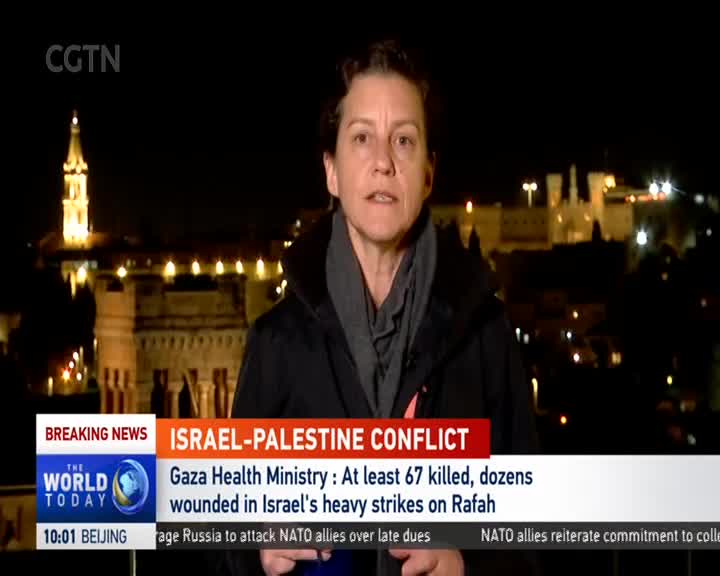 CGTN
BREAKING NEWS
ISRAEL-PALESTINE CONFLICT
THE
WORLD
TODAY
Gaza Health Ministry : At least 67 killed, dozens
wounded in Israel's heavy strikes on Rafah
10:01 BEIJING
rage Russia to attack NATO allies over late dues
NATO allies reiterate commitment to colle